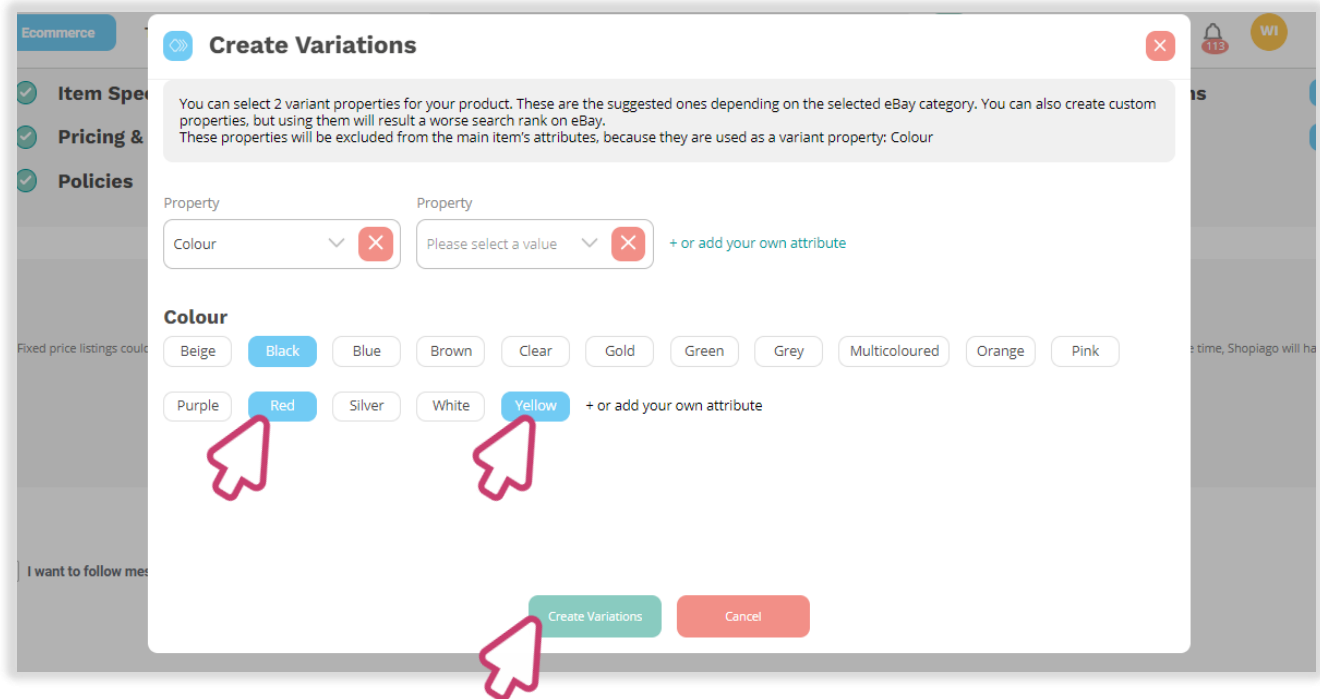 Ecommerce
Create Variations
113
WI
Item Spe
ns
You can select 2 variant properties for your product. These are the suggested ones depending on the selected eBay category. You can also create custom
properties, but using them will result a worse search rank on eBay.
These properties will be excluded from the main item's attributes, because they are used as a variant property: Colour
Pricing &
Policies
Property Property
Colour Please select a value + or add your own attribute
Colour
Fixed price listings could
Beige Black Blue Brown Clear Gold Green Grey Multicoloured Orange Pink
e time, Shopiago will ha
Purple Red Silver White Yellow + or add your own attribute
I want to follow mes
Create Variations Cancel